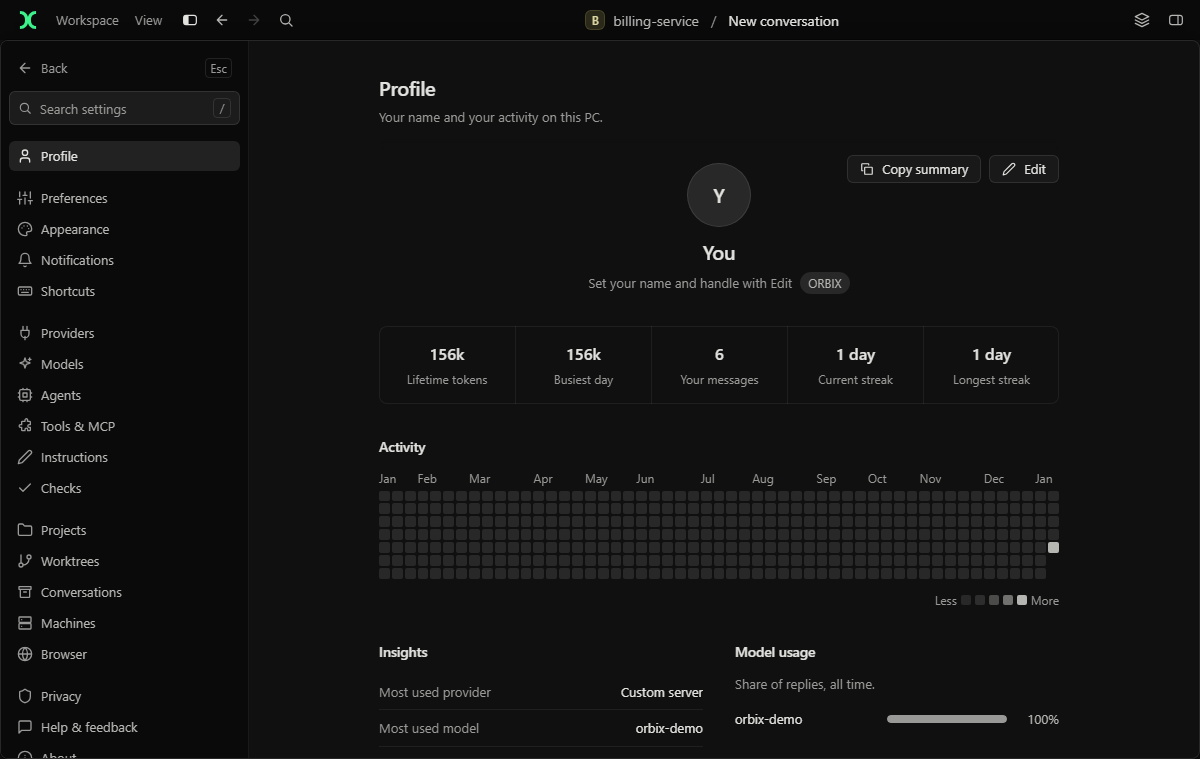 Workspace View
B billing-service / New conversation
Back Esc
Search settings /
Profile
Preferences
Appearance
Notifications
Shortcuts
Providers
Models
Agents
Tools & MCP
Instructions
Checks
Projects
Worktrees
Conversations
Machines
Browser
Privacy
Help & feedback
About
Profile
Your name and your activity on this PC.
Copy summary Edit
Y
You
Set your name and handle with Edit ORBIX
156k 156k 6 1 day 1 day
Lifetime tokens Busiest day Your messages Current streak Longest streak
Activity
Jan Feb Mar Apr May Jun Jul Aug Sep Oct Nov Dec Jan
Less More
Insights
Most used provider Custom server
Most used model orbix-demo
Model usage
Share of replies, all time.
orbix-demo 100%